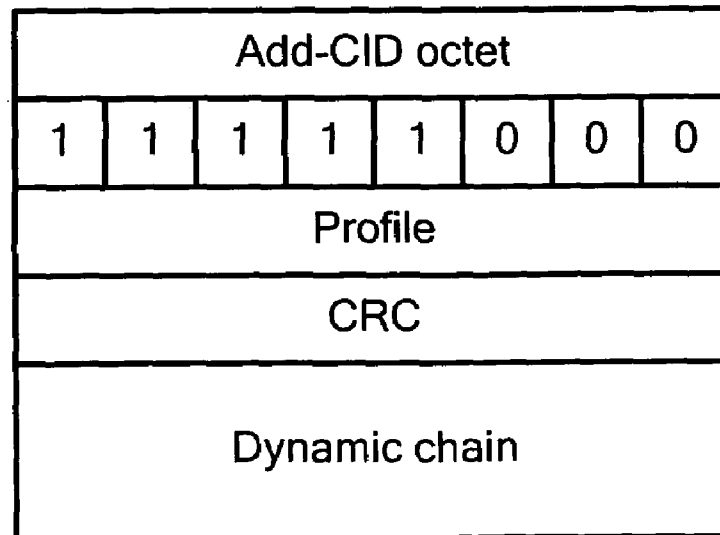 Add-CID octet
1 1 1 1 1 0 0 0
Profile
CRC
Dynamic chain